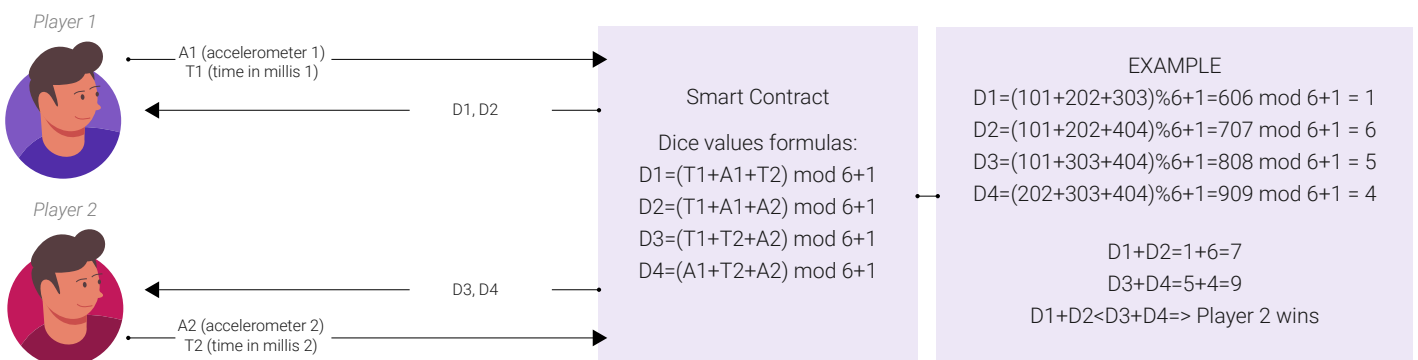 Player 1
A1 (accelerometer 1)
T1 (time in millis 1)
D1, D2
Player 2
D3, D4
A2 (accelerometer 2)
T2 (time in millis 2)
Smart Contract
Dice values formulas:
D1=(T1+A1+T2) mod 6+1
D2=(T1+A1+A2) mod 6+1
D3=(T1+T2+A2) mod 6+1
D4=(A1+T2+A2) mod 6+1
EXAMPLE
D1=(101+202+303)%6+1=606 mod 6+1 = 1
D2=(101+202+404)%6+1=707 mod 6+1 = 6
D3=(101+303+404)%6+1=808 mod 6+1 = 5
D4=(202+303+404)%6+1=909 mod 6+1 = 4
D1+D2=1+6=7
D3+D4=5+4=9
D1+D2<D3+D4=> Player 2 wins